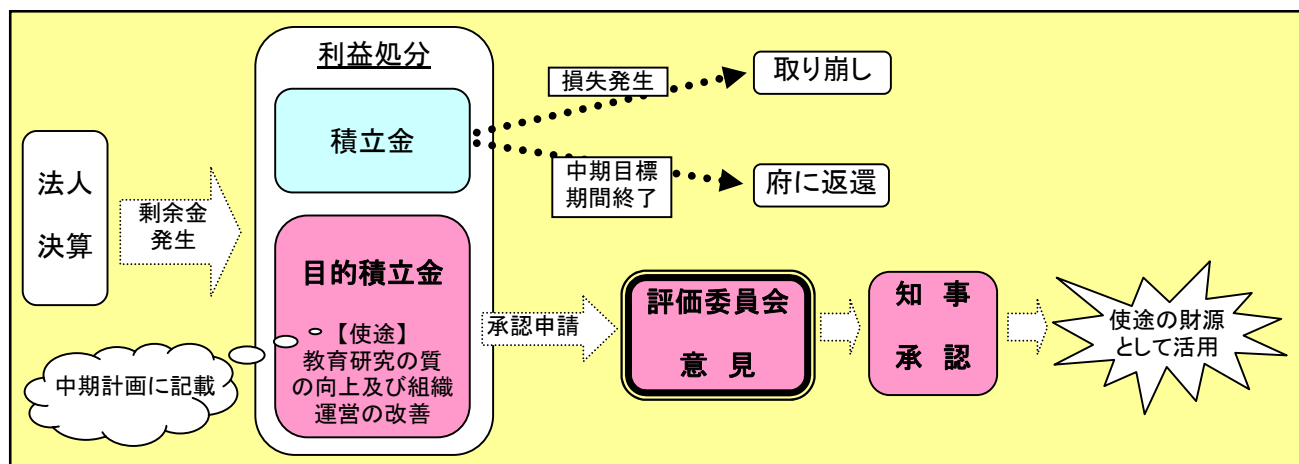 法人
決算
剰余金
発生
利益処分
積立金
損失発生
取り崩し
中期目標
期間終了
府に返還
目的積立金
【使途】
教育研究の質
の向上及び組織
運営の改善
中期計画に記載
承認申請
評価委員会
意 見
知 事
承 認
使途の財源
として活用